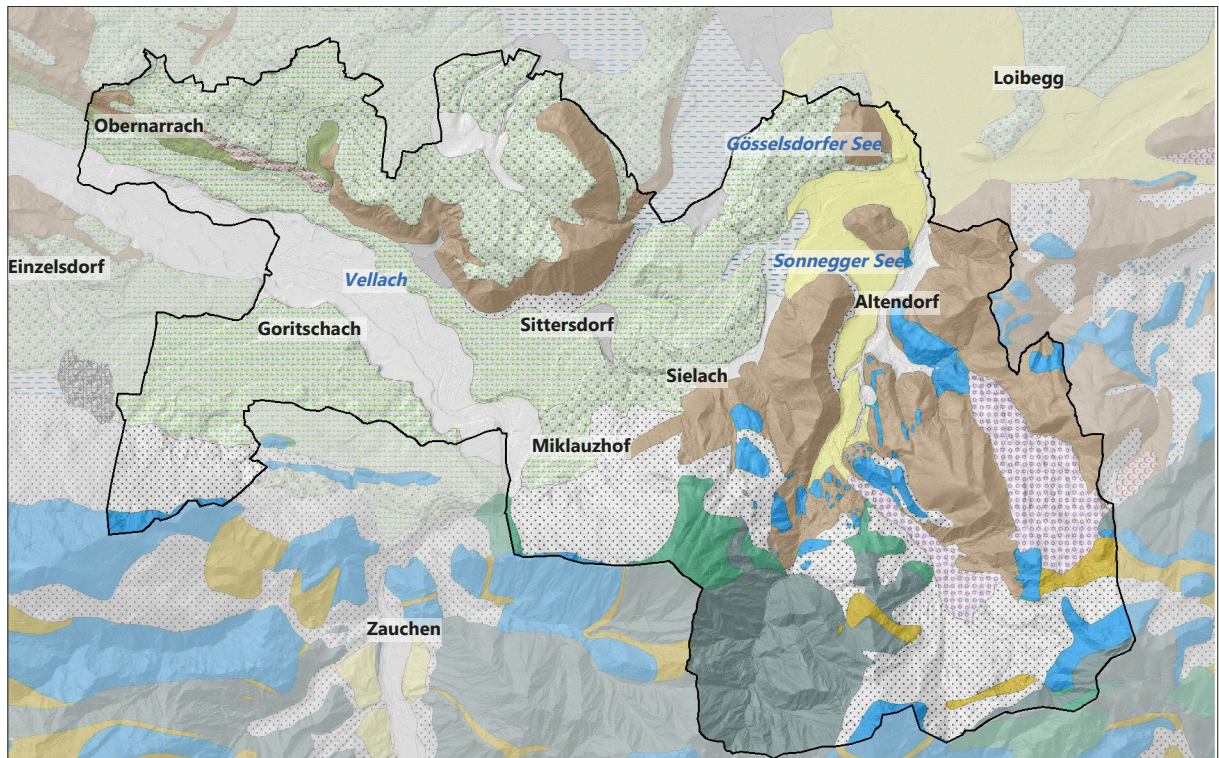 Loibegg
Obernarrach
Gösselsdorfer See
Einzelsdorf
Vellach
Sonnegger See
Altendorf
Goritschach
Sittersdorf
Sielach
Miklauzhof
Zauchen